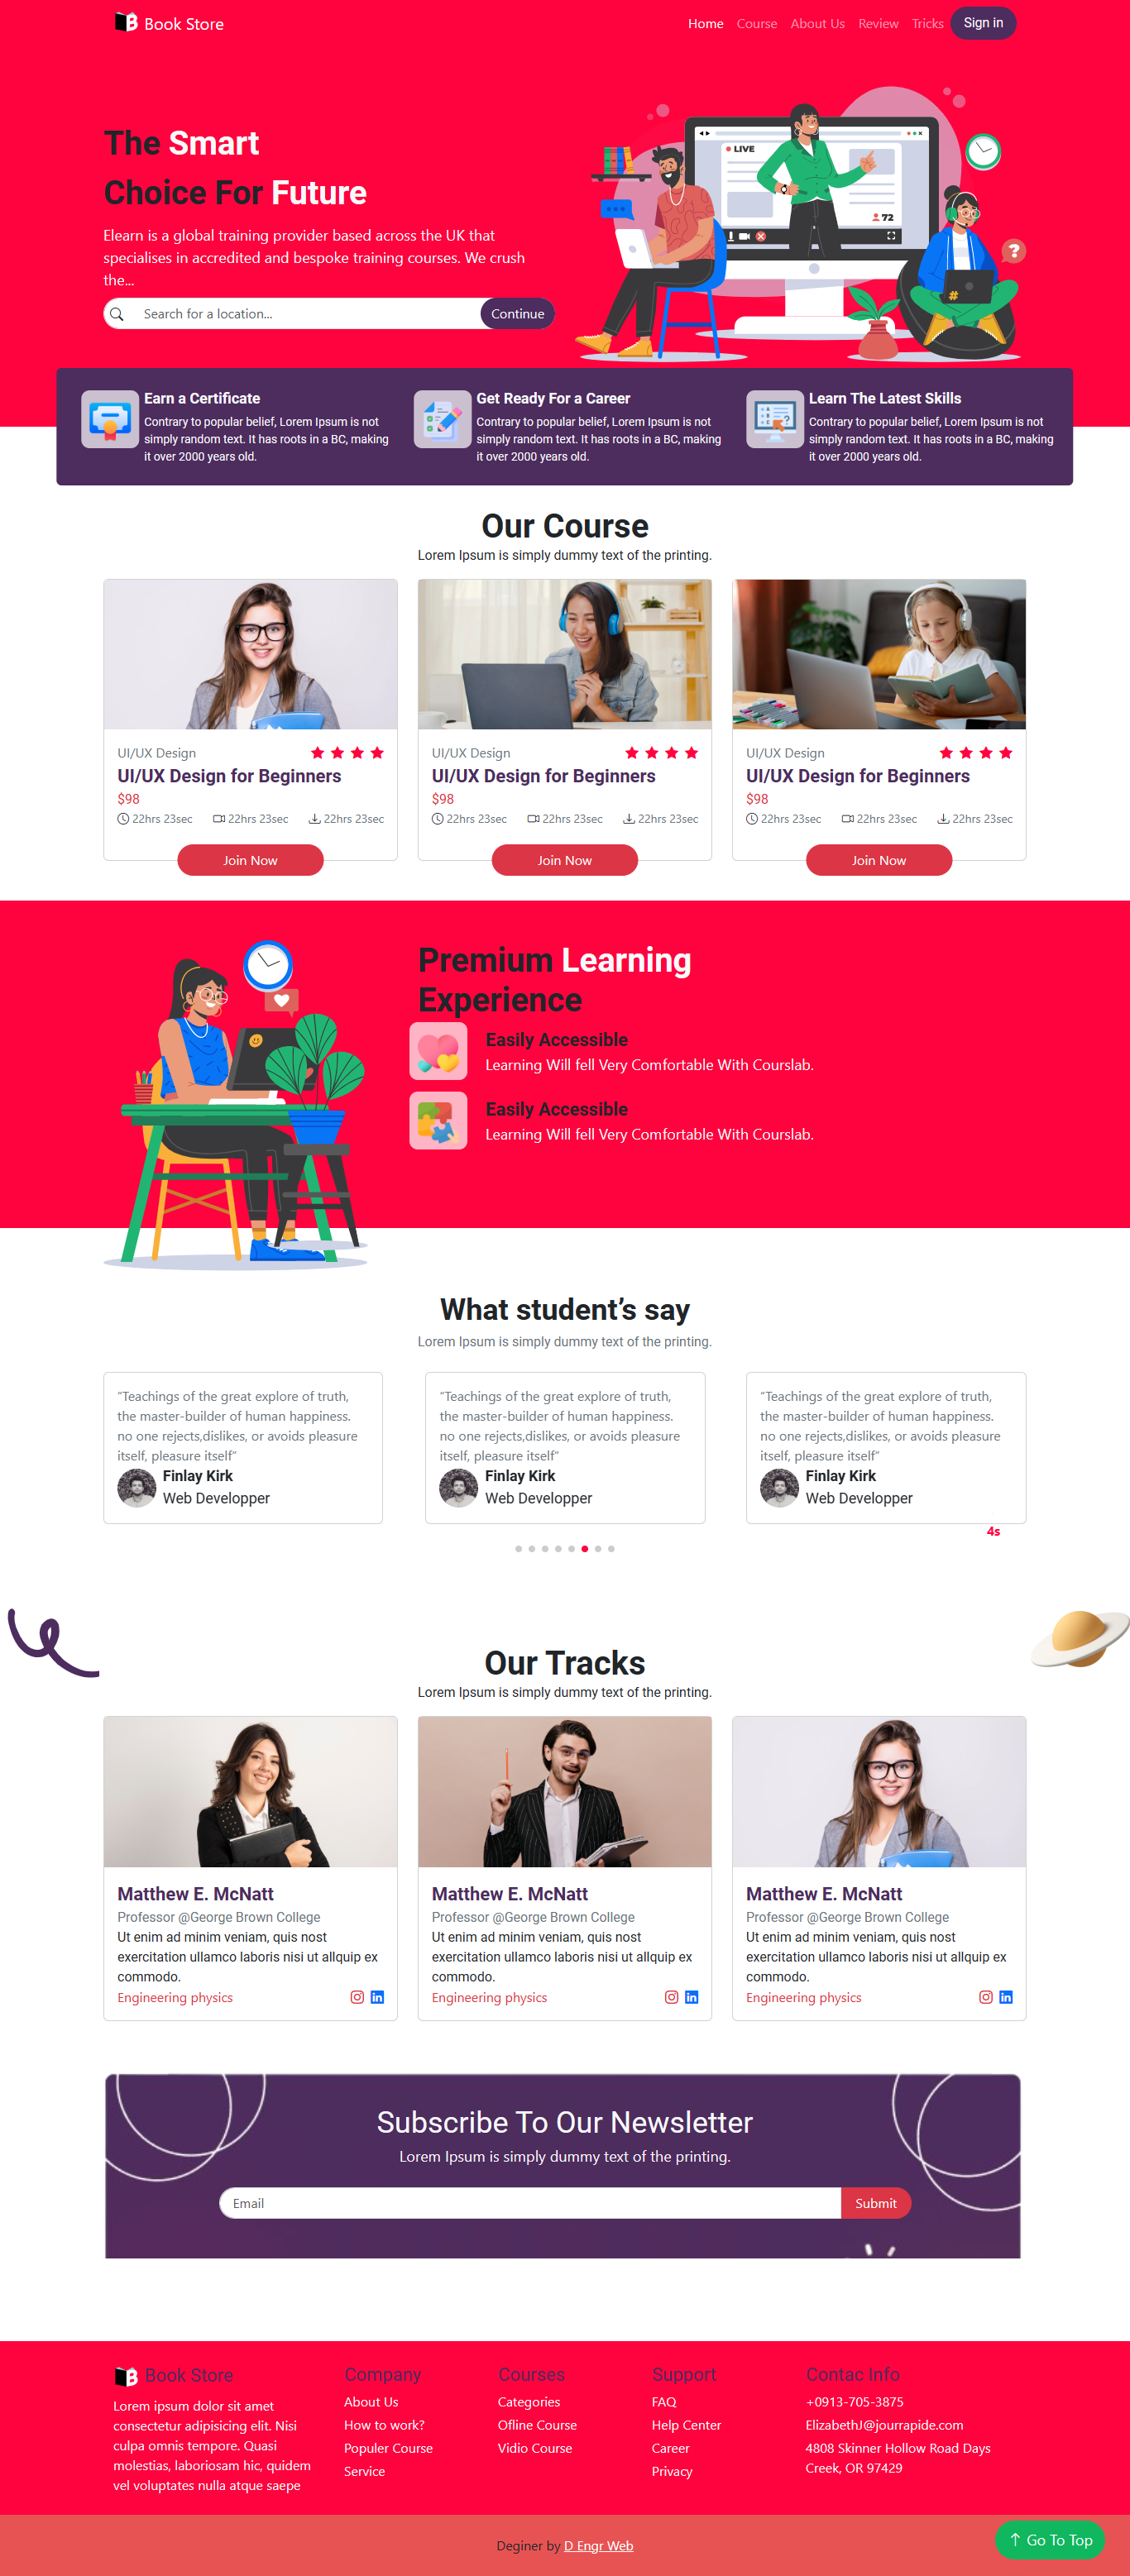 Book Store
Home Course About Us Review Tricks Sign in
The Smart
Choice For Future
Elearn is a global training provider based across the UK that
specialises in accredited and bespoke training courses. We crush
the...
Search for a location... Continue
LIVE
72
?
#
Earn a Certificate
Contrary to popular belief, Lorem Ipsum is not
simply random text. It has roots in a BC, making
it over 2000 years old.
Get Ready For a Career
Contrary to popular belief, Lorem Ipsum is not
simply random text. It has roots in a BC, making
it over 2000 years old.
Learn The Latest Skills
Contrary to popular belief, Lorem Ipsum is not
simply random text. It has roots in a BC, making
it over 2000 years old.
Our Course
Lorem Ipsum is simply dummy text of the printing.
UI/UX Design
UI/UX Design for Beginners
$98
22hrs 23sec 22hrs 23sec 22hrs 23sec
Join Now
UI/UX Design
UI/UX Design for Beginners
$98
22hrs 23sec 22hrs 23sec 22hrs 23sec
Join Now
UI/UX Design
UI/UX Design for Beginners
$98
22hrs 23sec 22hrs 23sec 22hrs 23sec
Join Now
Premium Learning
Experience
Easily Accessible
Learning Will fell Very Comfortable With Courslab.
Easily Accessible
Learning Will fell Very Comfortable With Courslab.
What student’s say
Lorem Ipsum is simply dummy text of the printing.
“Teachings of the great explore of truth,
the master-builder of human happiness.
no one rejects,dislikes, or avoids pleasure
itself, pleasure itself”
Finlay Kirk
Web Developper
“Teachings of the great explore of truth,
the master-builder of human happiness.
no one rejects,dislikes, or avoids pleasure
itself, pleasure itself”
Finlay Kirk
Web Developper
“Teachings of the great explore of truth,
the master-builder of human happiness.
no one rejects,dislikes, or avoids pleasure
itself, pleasure itself”
Finlay Kirk
Web Developper
4s
Our Tracks
Lorem Ipsum is simply dummy text of the printing.
Matthew E. McNatt
Professor @George Brown College
Ut enim ad minim veniam, quis nost
exercitation ullamco laboris nisi ut allquip ex
commodo.
Engineering physics
Matthew E. McNatt
Professor @George Brown College
Ut enim ad minim veniam, quis nost
exercitation ullamco laboris nisi ut allquip ex
commodo.
Engineering physics
Matthew E. McNatt
Professor @George Brown College
Ut enim ad minim veniam, quis nost
exercitation ullamco laboris nisi ut allquip ex
commodo.
Engineering physics
Subscribe To Our Newsletter
Lorem Ipsum is simply dummy text of the printing.
Email Submit
Book Store
Lorem ipsum dolor sit amet
consectetur adipisicing elit. Nisi
culpa omnis tempore. Quasi
molestias, laboriosam hic, quidem
vel voluptates nulla atque saepe
Company
About Us
How to work?
Populer Course
Service
Courses
Categories
Ofline Course
Vidio Course
Support
FAQ
Help Center
Career
Privacy
Contac Info
+0913-705-3875
ElizabethJ@jourrapide.com
4808 Skinner Hollow Road Days
Creek, OR 97429
Deginer by D Engr Web
Go To Top